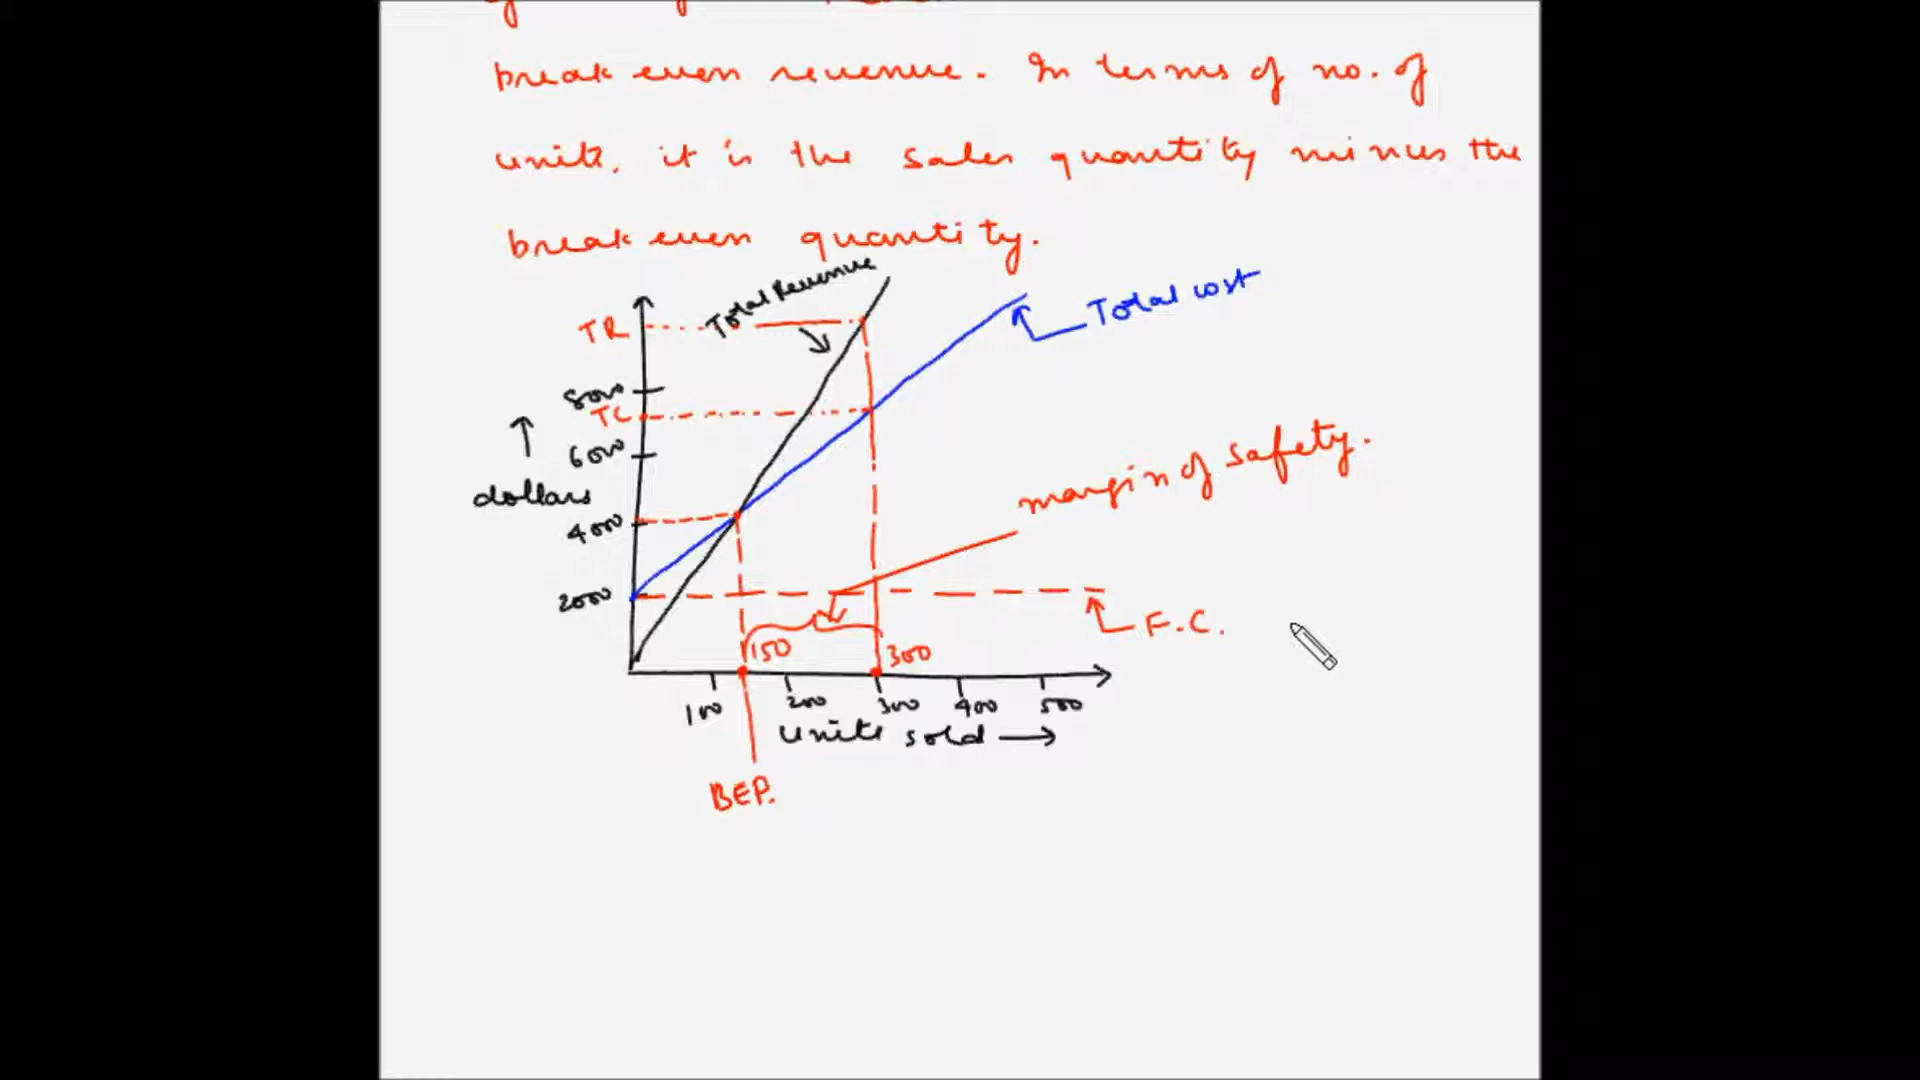 break even revenue. In terms of no. of
units, it is the sales quantity minus the
break even quantity.
Total Revenue
Total cost
TR
8000
TC
6000
dollars
4000
margin of safety.
2000
F.C.
150
300
100
200
300
400
500
units sold
BEP.